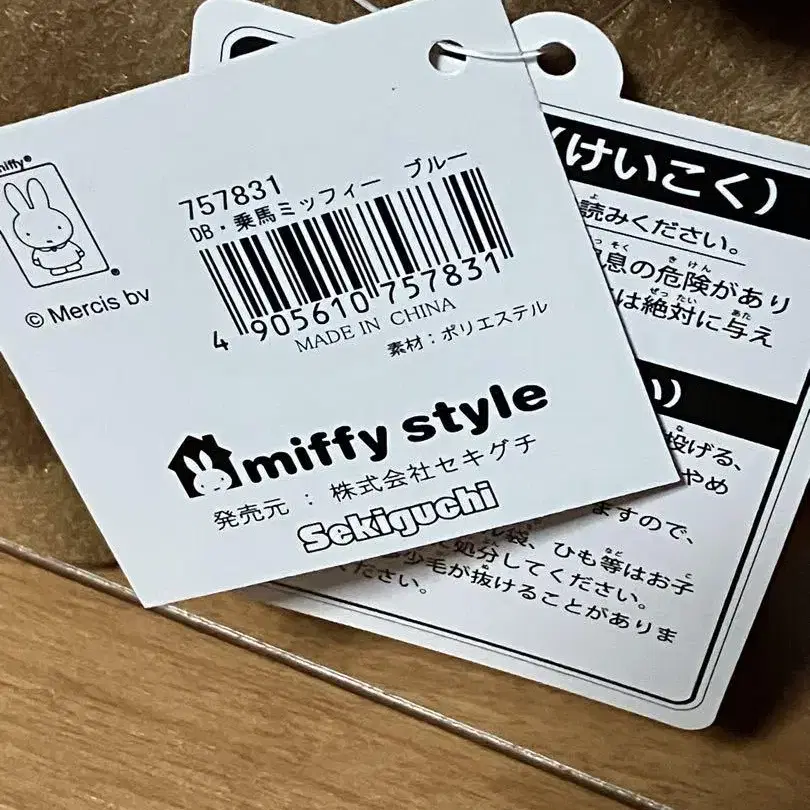 miffy®
© Mercis bv
757831
DB・乗馬ミッフィー ブルー
4 905610 757831
MADE IN CHINA
素材：ポリエステル
miffy style
発売元：株式会社セキグチ
Sekiguchi
(けいこく)
読みください。
息の危険があり
は絶対に与え
い)
投げる、
やめ
ますので、
袋、ひも等はお子
処分してください。
少毛が抜けることがありま
ください。